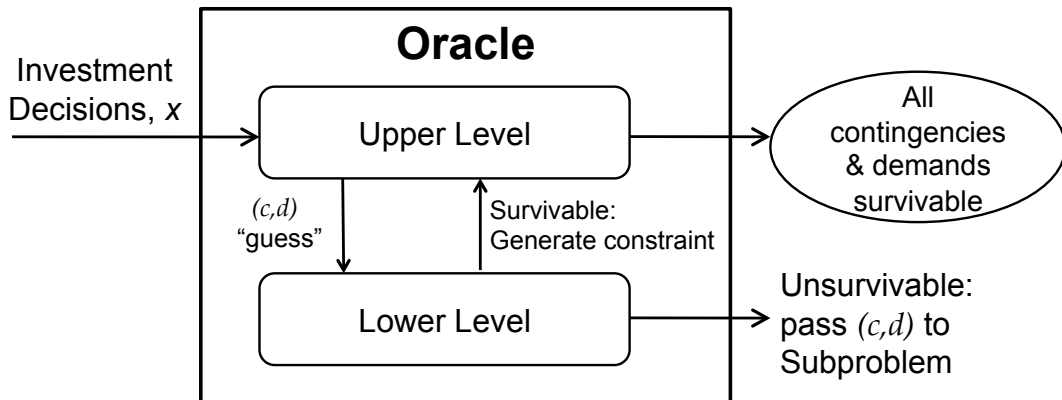 Oracle
Investment
Decisions, x
Upper Level
All
contingencies
& demands
survivable
(c,d)
“guess”
Survivable:
Generate constraint
Lower Level
Unsurvivable:
pass (c,d) to
Subproblem